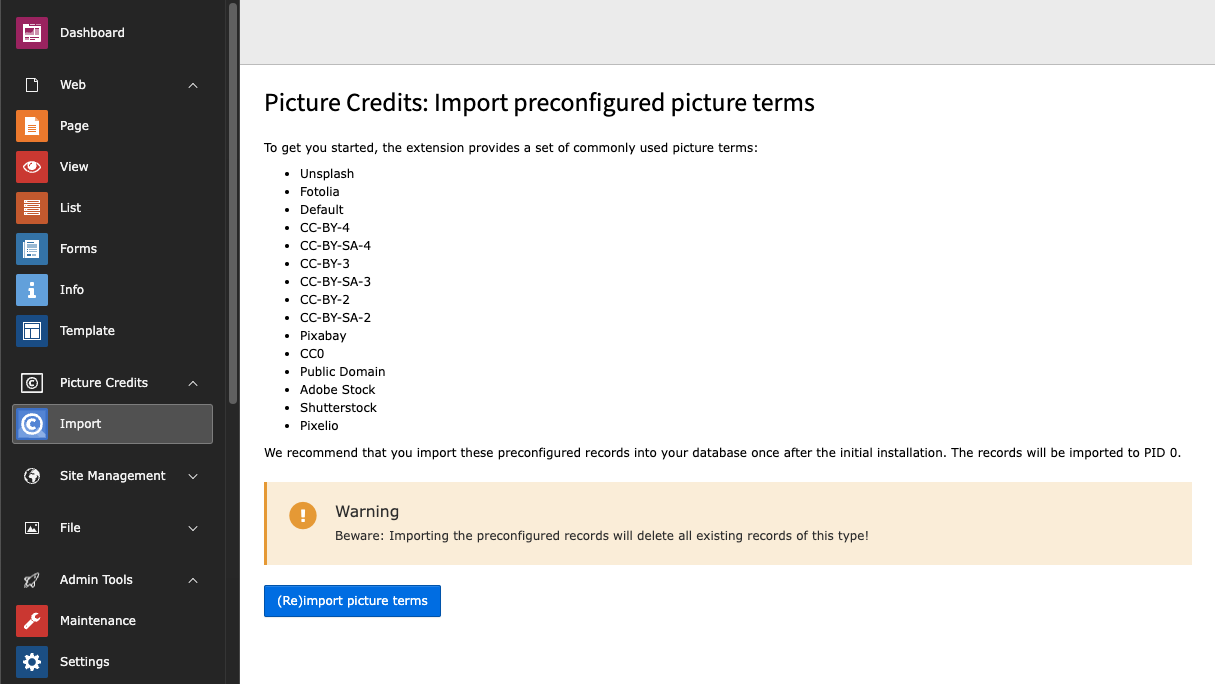 Dashboard
Web
Page
View
List
Forms
Info
Template
Picture Credits
Import
Site Management
File
Admin Tools
Maintenance
Settings
Picture Credits: Import preconfigured picture terms
To get you started, the extension provides a set of commonly used picture terms:
• Unsplash
• Fotolia
• Default
• CC-BY-4
• CC-BY-SA-4
• CC-BY-3
• CC-BY-SA-3
• CC-BY-2
• CC-BY-SA-2
• Pixabay
• CC0
• Public Domain
• Adobe Stock
• Shutterstock
• Pixelio
We recommend that you import these preconfigured records into your database once after the initial installation. The records will be imported to PID 0.
Warning
Beware: Importing the preconfigured records will delete all existing records of this type!
(Re)import picture terms